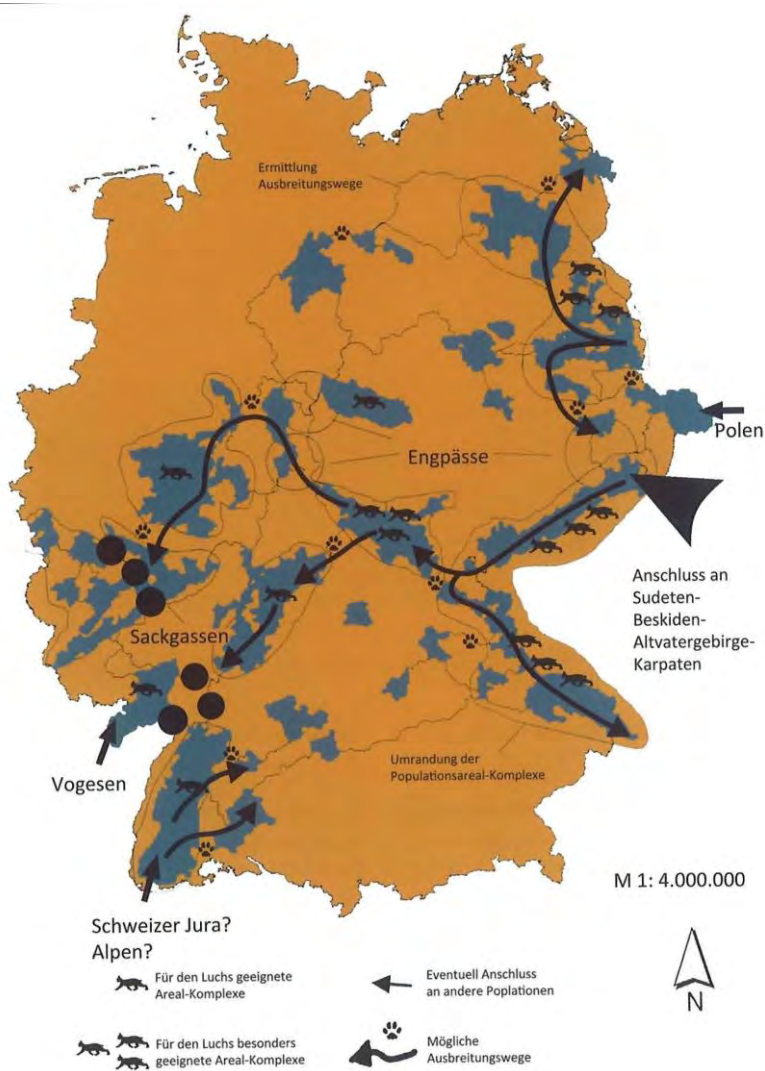 Ermittlung
Ausbreitungswege
Polen
Engpässe
Anschluss an
Sudeten-
Beskiden-
Altvatergebirge-
Karpaten
Sackgassen
Umrandung der
Populationsareal-Komplexe
Vogesen
M 1: 4.000.000
Schweizer Jura?
Alpen?
N
Für den Luchs geeignete
Areal-Komplexe
Eventuell Anschluss
an andere Poplationen
Für den Luchs besonders
geeignete Areal-Komplexe
Mögliche
Ausbreitungswege